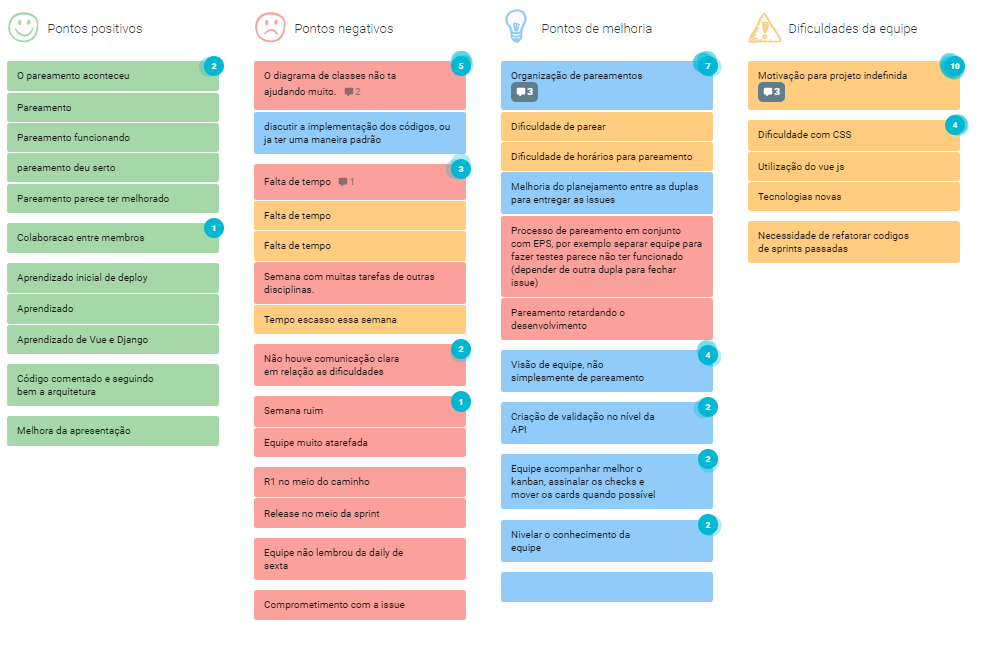 Pontos positivos
O pareamento aconteceu
2
Pareamento
Pareamento funcionando
pareamento deu serto
Pareamento parece ter melhorado
Colaboracao entre membros
1
Aprendizado inicial de deploy
Aprendizado
Aprendizado de Vue e Django
Código comentado e seguindo
bem a arquitetura
Melhora da apresentação
Pontos negativos
5
O diagrama de classes não ta
ajudando muito. 2
discutir a implementação dos códigos, ou
ja ter uma maneira padrão
3
Falta de tempo 1
Falta de tempo
Falta de tempo
Semana com muitas tarefas de outras
disciplinas.
Tempo escasso essa semana
2
Não houve comunicação clara
em relação as dificuldades
1
Semana ruim
Equipe muito atarefada
R1 no meio do caminho
Release no meio da sprint
Equipe não lembrou da daily de
sexta
Comprometimento com a issue
Pontos de melhoria
7
Organização de pareamentos
3
Dificuldade de parear
Dificuldade de horários para pareamento
Melhoria do planejamento entre as duplas
para entregar as issues
Processo de pareamento em conjunto
com EPS, por exemplo separar equipe para
fazer testes parece não ter funcionado
(depender de outra dupla para fechar
issue)
Pareamento retardando o
desenvolvimento
4
Visão de equipe, não
simplesmente de pareamento
2
Criação de validação no nível da
API
2
Equipe acompanhar melhor o
kanban, assinalar os checks e
mover os cards quando possível
2
Nivelar o conhecimento da
equipe
Dificuldades da equipe
10
Motivação para projeto indefinida
3
4
Dificuldade com CSS
Utilização do vue js
Tecnologias novas
Necessidade de refatorar codigos
de sprints passadas